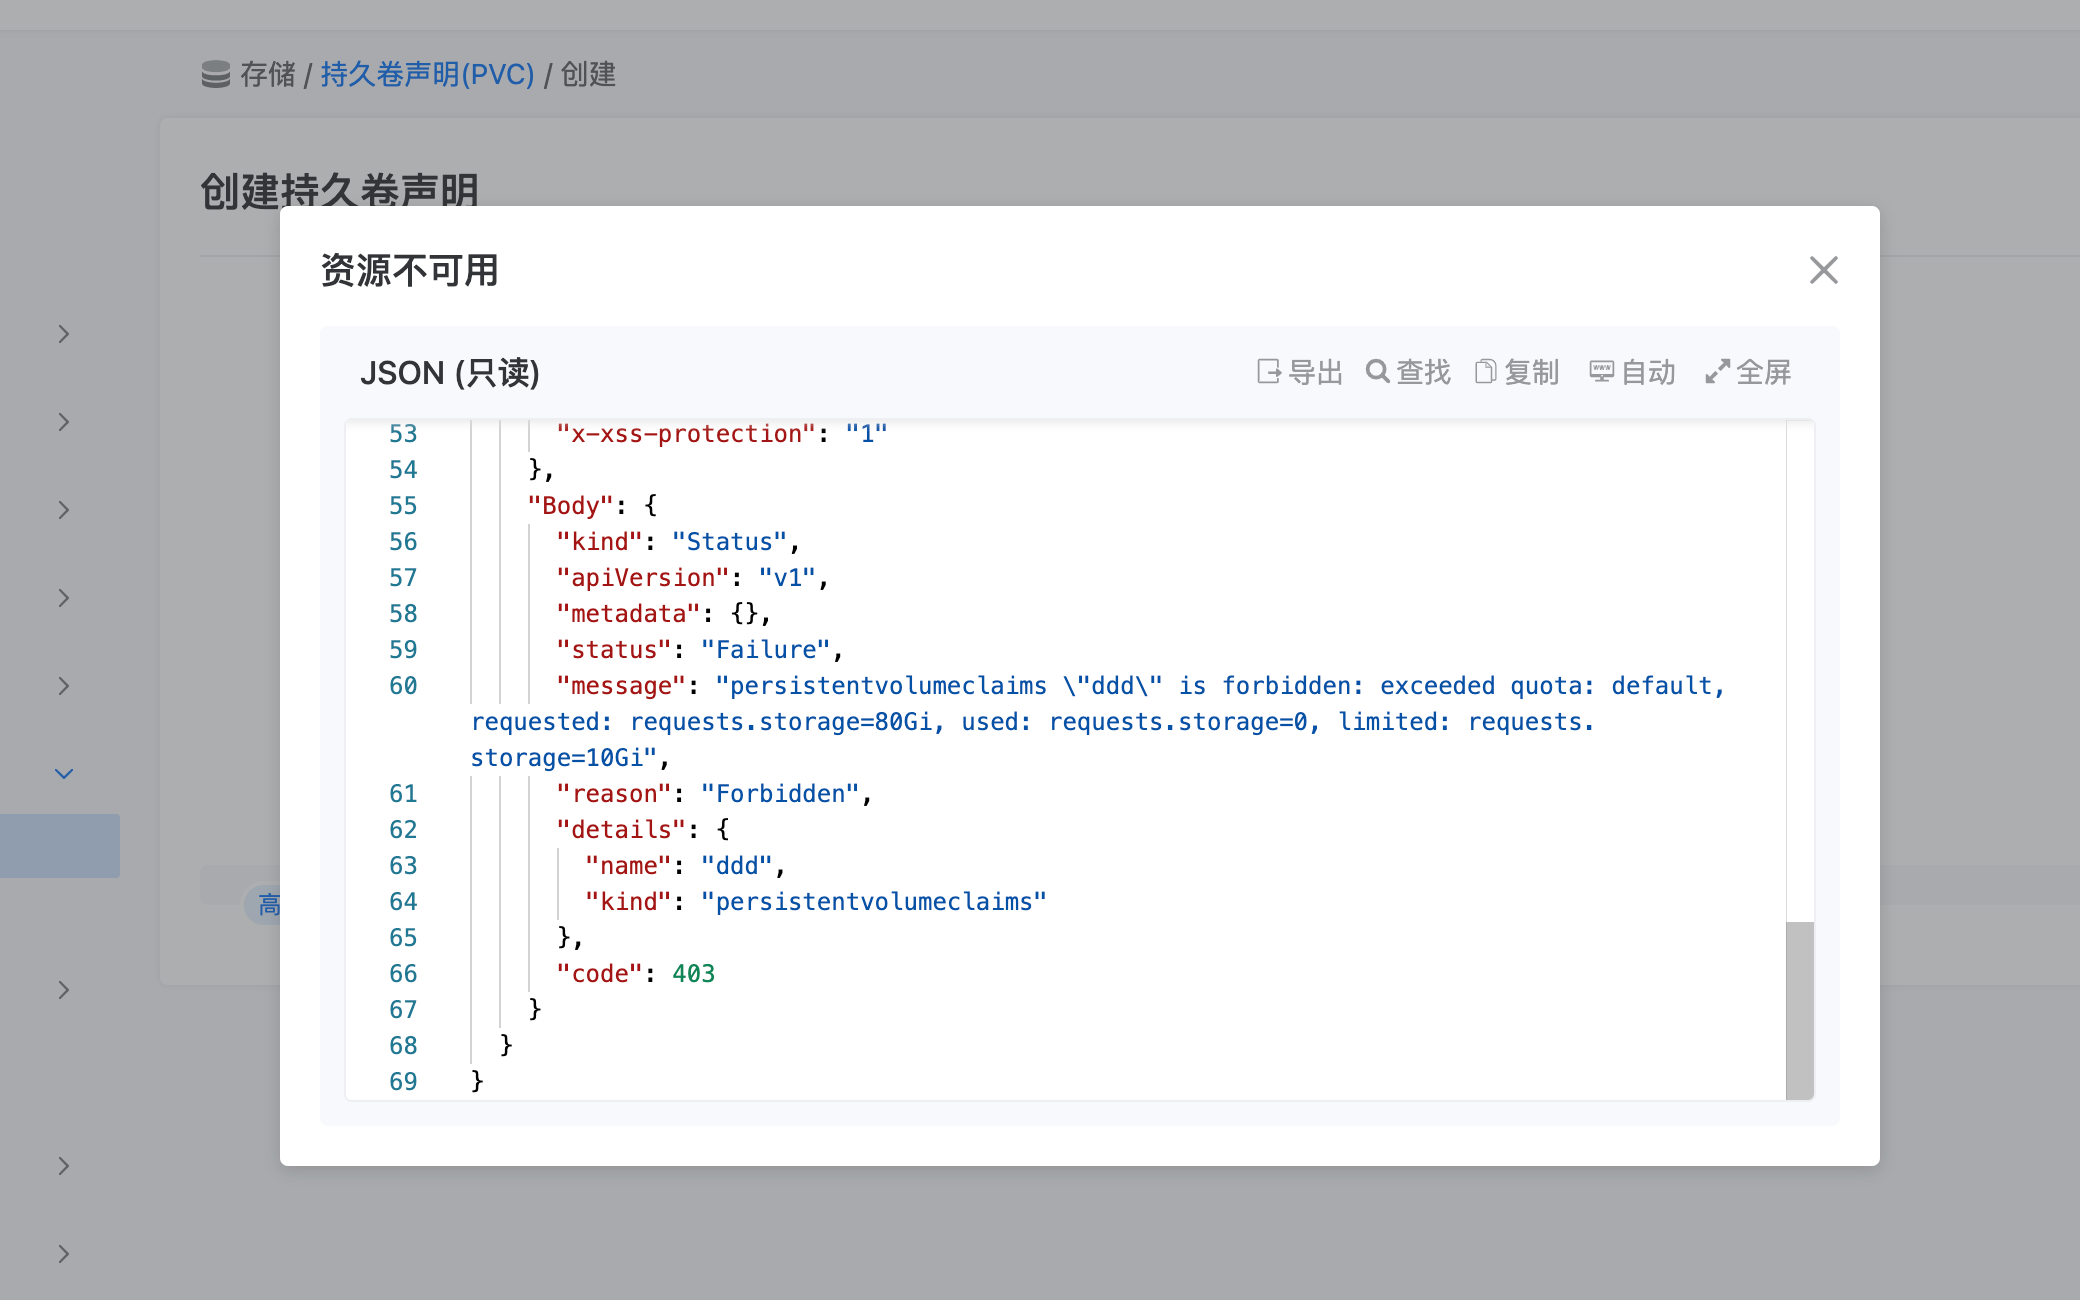 存储 / 持久卷声明(PVC) / 创建
创建持久卷声明
资源不可用
JSON (只读)
导出 查找 复制 自动 全屏
53 "x-xss-protection": "1"
54 },
55 "Body": {
56 "kind": "Status",
57 "apiVersion": "v1",
58 "metadata": {},
59 "status": "Failure",
60 "message": "persistentvolumeclaims \"ddd\" is forbidden: exceeded quota: default,
requested: requests.storage=80Gi, used: requests.storage=0, limited: requests.
storage=10Gi",
61 "reason": "Forbidden",
62 "details": {
63 "name": "ddd",
64 "kind": "persistentvolumeclaims"
65 },
66 "code": 403
67 }
68 }
69 }
高